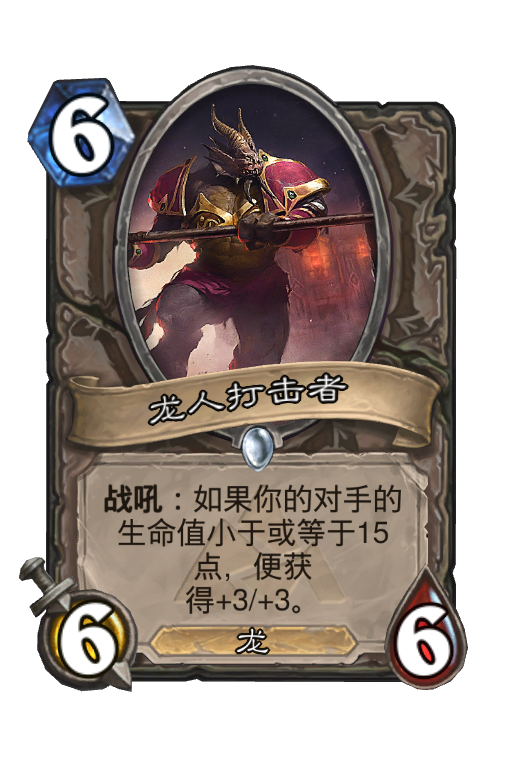 6
龙人打击者
战吼：如果你的对手的
生命值小于或等于15
点，便获
得+3/+3。
6
龙
6